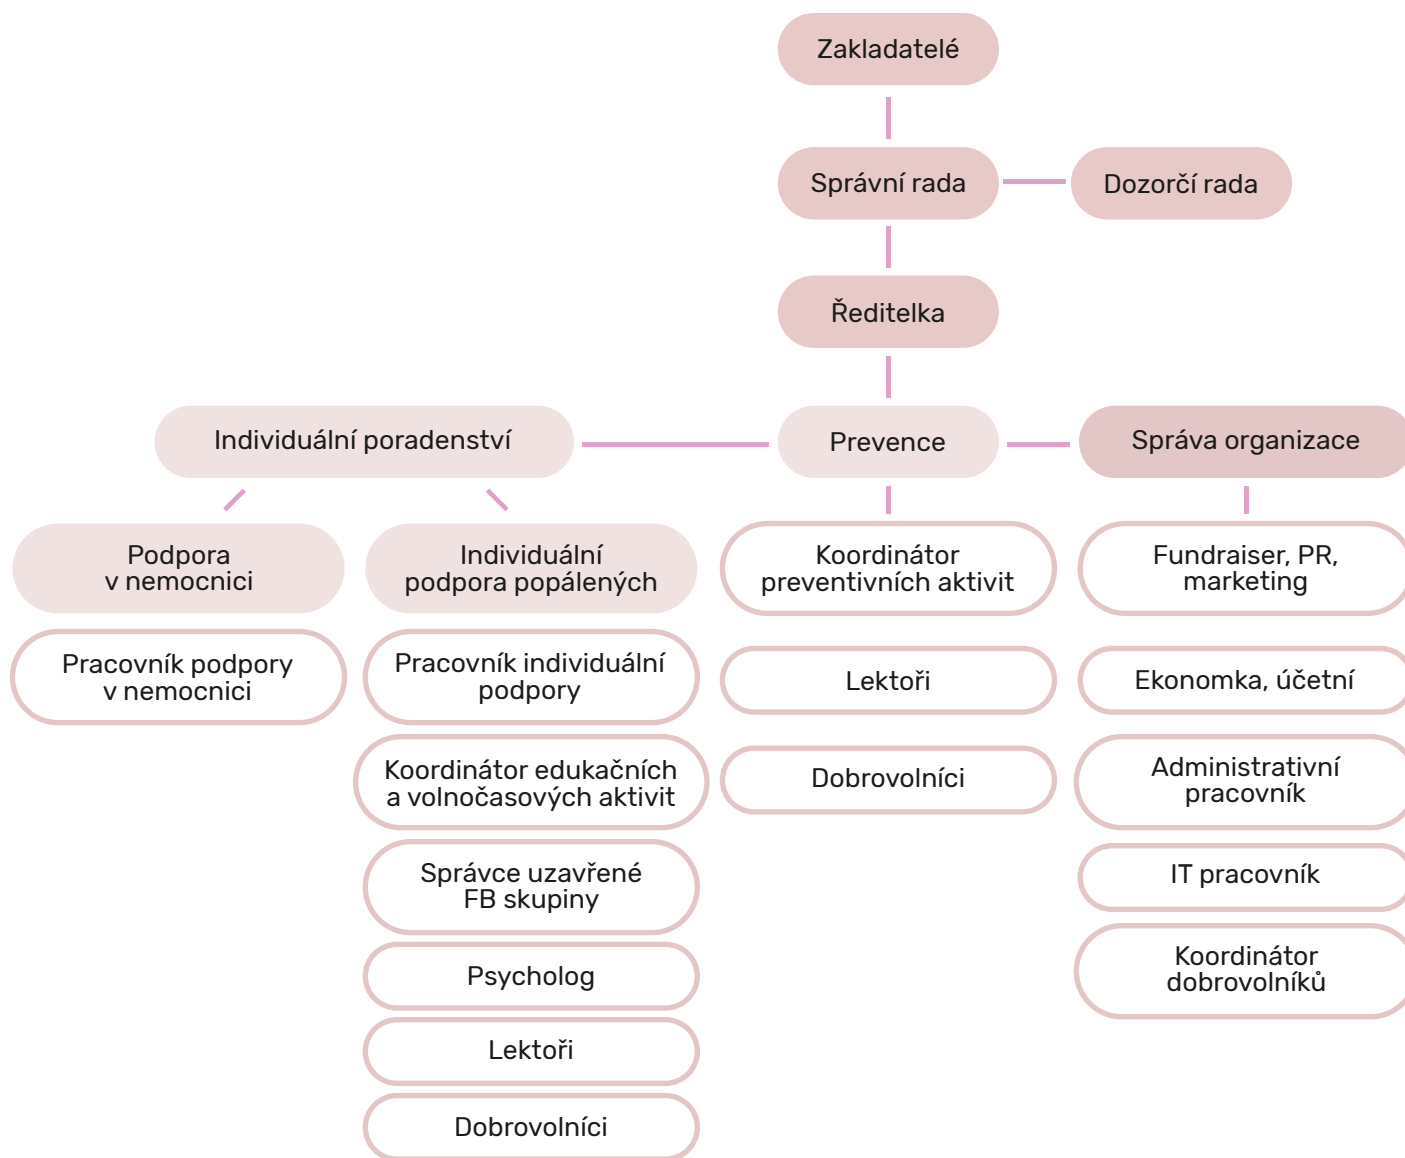 Zakladatelé
Správní rada
Dozorčí rada
Ředitelka
Individuální poradenství
Prevence
Správa organizace
Podpora
v nemocnici
Pracovník podpory
v nemocnici
Individuální
podpora popálených
Pracovník individuální
podpory
Koordinátor edukačních
a volnočasových aktivit
Správce uzavřené
FB skupiny
Psycholog
Lektoři
Dobrovolníci
Koordinátor
preventivních aktivit
Lektoři
Dobrovolníci
Fundraiser, PR,
marketing
Ekonomka, účetní
Administrativní
pracovník
IT pracovník
Koordinátor
dobrovolníků